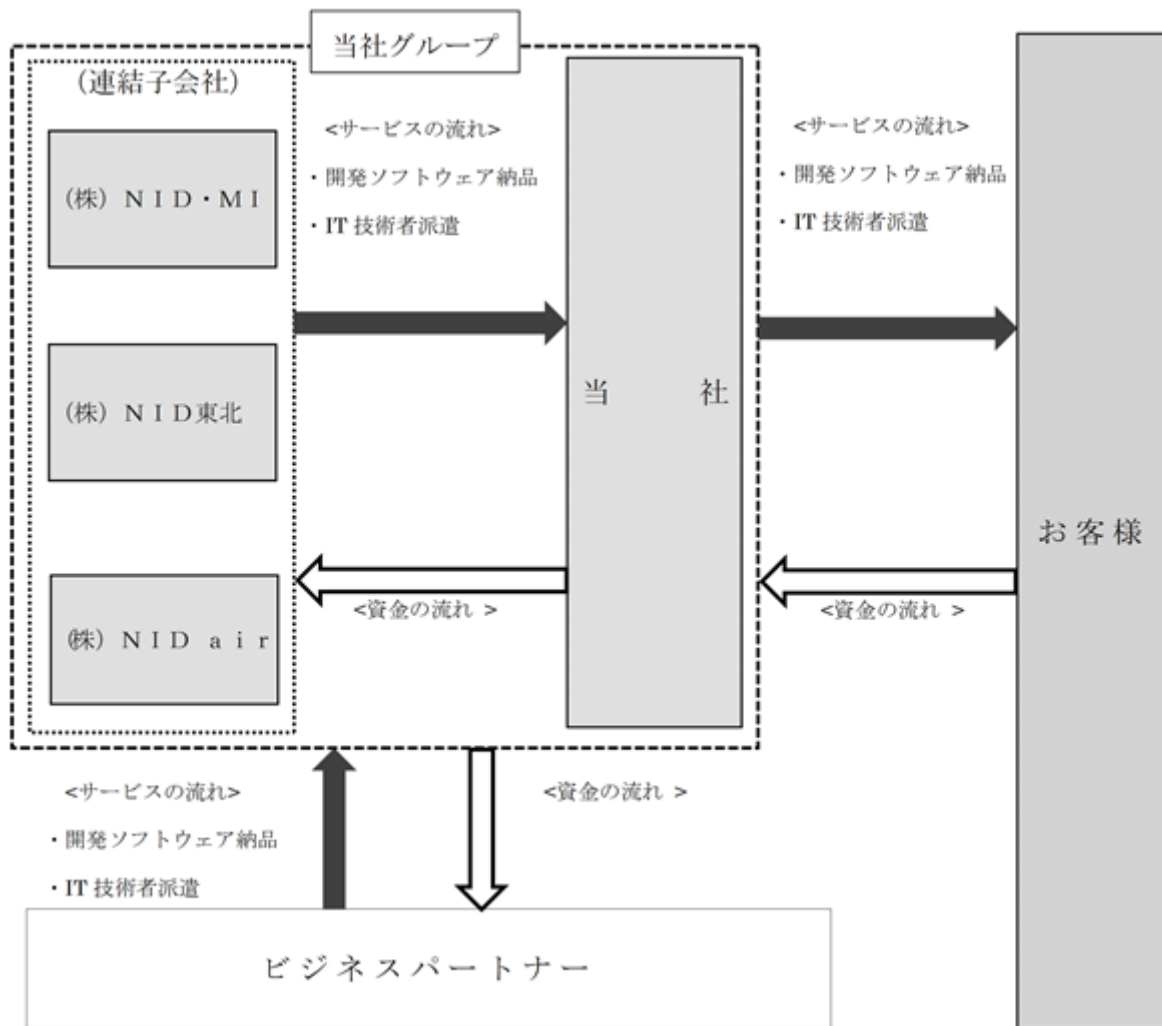 当社グループ
(連結子会社)
(株) ＮＩＤ・ＭＩ
(株) ＮＩＤ東北
(株) ＮＩＤ ａｉｒ
<サービスの流れ>
・開発ソフトウェア納品
・IT 技術者派遣
当　　社
<資金の流れ >
<サービスの流れ>
・開発ソフトウェア納品
・IT 技術者派遣
<資金の流れ >
お客様
<サービスの流れ>
・開発ソフトウェア納品
・IT 技術者派遣
<資金の流れ >
ビジネスパートナー